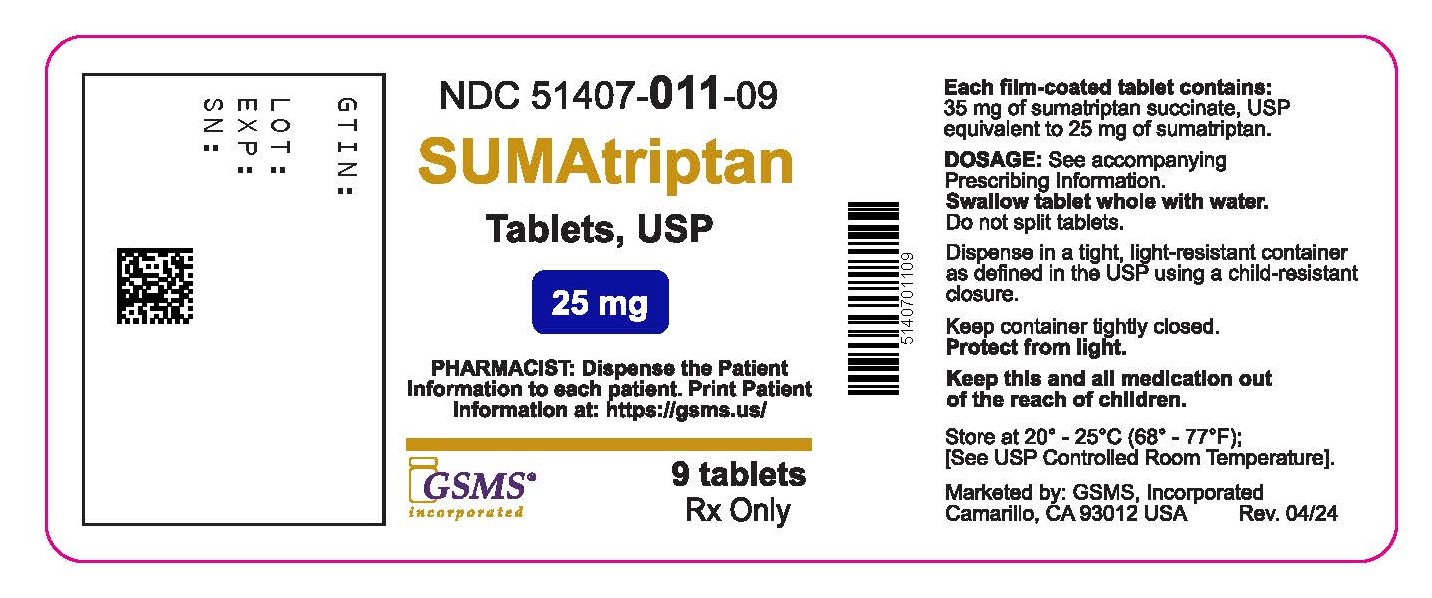 GTIN:
LOT:
EXP:
SN:
NDC 51407-011-09
SUMAtriptan
Tablets, USP
25 mg
PHARMACIST: Dispense the Patient
Information to each patient. Print Patient
Information at: https://gsms.us/
GSMS®
incorporated
9 tablets
Rx Only
5140701109
Each film-coated tablet contains:
35 mg of sumatriptan succinate, USP
equivalent to 25 mg of sumatriptan.
DOSAGE: See accompanying
Prescribing Information.
Swallow tablet whole with water.
Do not split tablets.
Dispense in a tight, light-resistant container
as defined in the USP using a child-resistant
closure.
Keep container tightly closed.
Protect from light.
Keep this and all medication out
of the reach of children.
Store at 20° - 25°C (68° - 77°F);
[See USP Controlled Room Temperature].
Marketed by: GSMS, Incorporated
Camarillo, CA 93012 USA Rev. 04/24